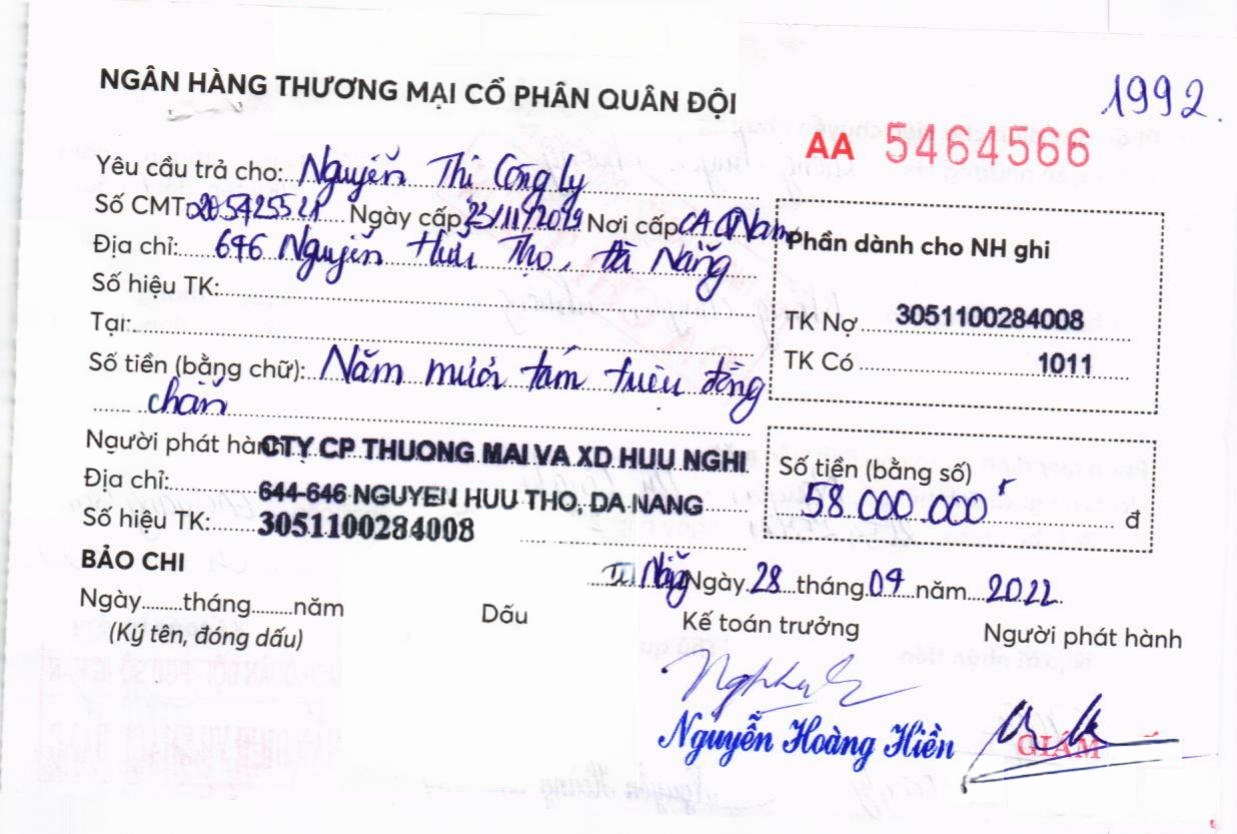 NGÂN HÀNG THƯƠNG MẠI CỔ PHẦN QUÂN ĐỘI
1992.
AA 5464566
Yêu cầu trả cho: Nguyễn Thị Công Ly
Số CMT: 205425521 Ngày cấp 23/11/2019 Nơi cấp CA QNam
Địa chỉ: 646 Nguyễn Hữu Thọ, Đà Nẵng
Số hiệu TK:
Tại:
Số tiền (bằng chữ): Năm mươi tám triệu đồng
chẵn
Phần dành cho NH ghi
TK Nợ 3051100284008
TK Có 1011
Người phát hành CTY CP THUONG MAI VA XD HUU NGHI
Địa chỉ: 644-646 NGUYEN HUU THO, DA NANG
Số hiệu TK: 3051100284008
Số tiền (bằng số)
58.000.000 đ
BẢO CHI
Ngày.........tháng.........năm
(Ký tên, đóng dấu)
Dấu
Nẵng Ngày 28 tháng 04 năm 2022
Kế toán trưởng
Người phát hành
Nguyễn Hoàng Hiền
GIÁM